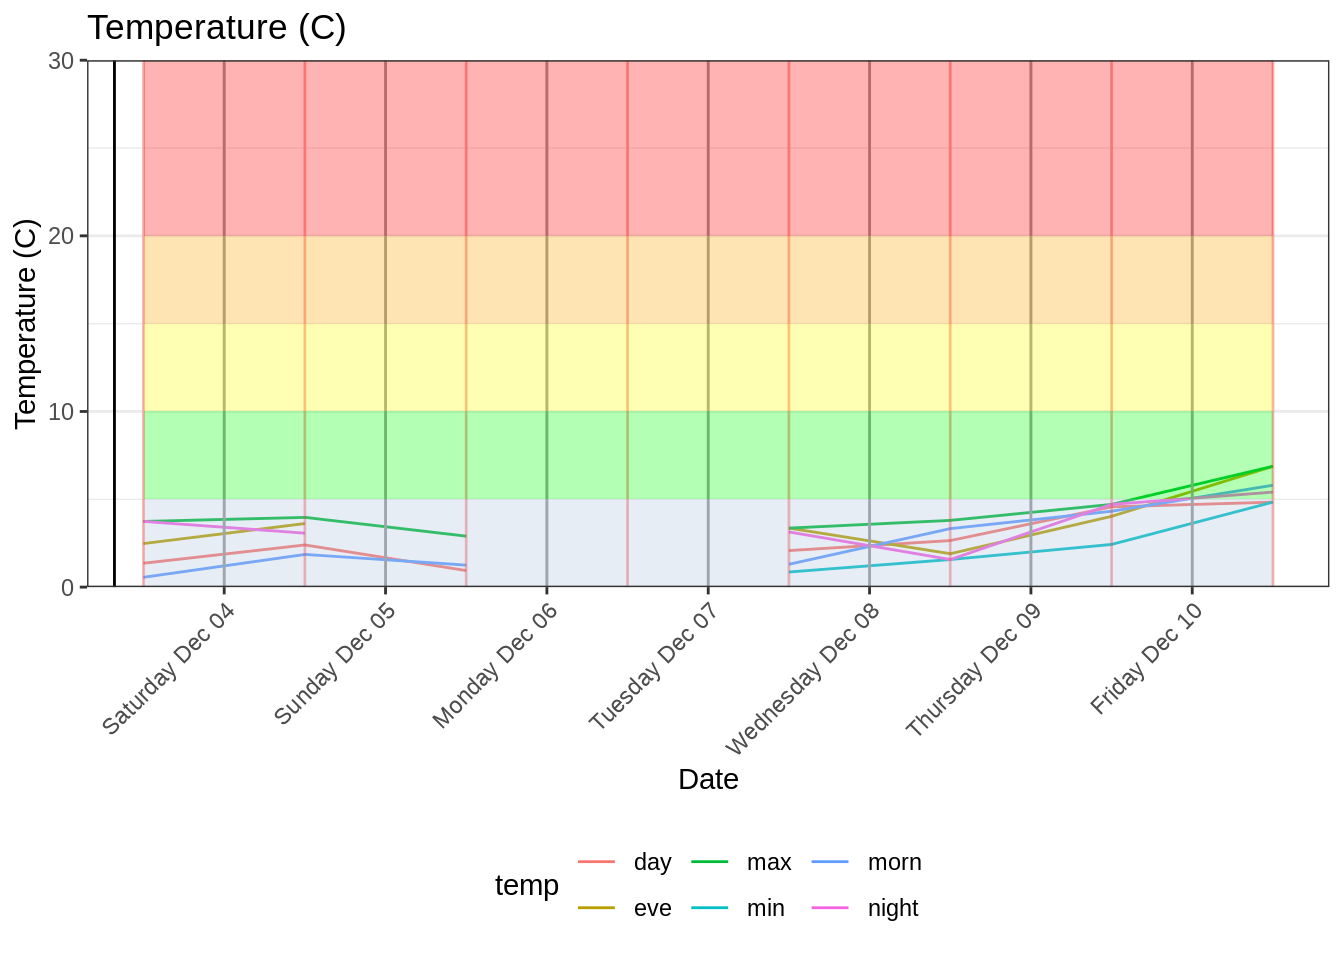 Temperature (C)
Temperature (C)
30
20
10
0
Saturday Dec 04
Sunday Dec 05
Monday Dec 06
Tuesday Dec 07
Wednesday Dec 08
Thursday Dec 09
Friday Dec 10
Date
temp
day max morn
eve min night